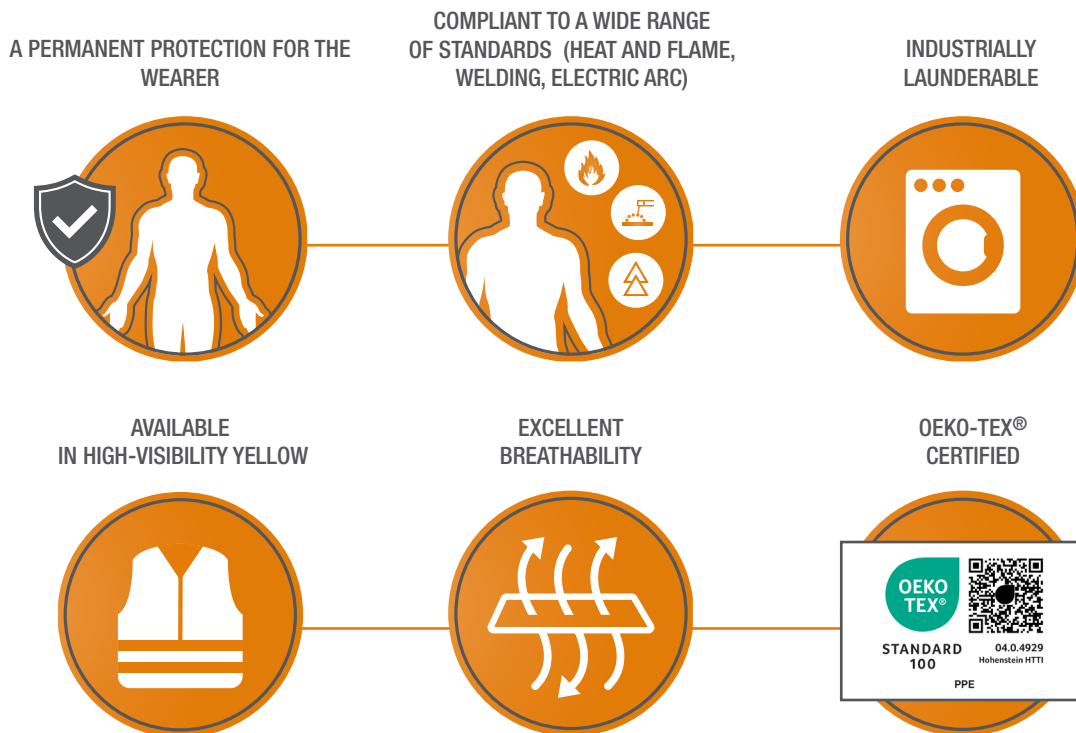 A PERMANENT PROTECTION FOR THE
WEARER
COMPLIANT TO A WIDE RANGE
OF STANDARDS (HEAT AND FLAME,
WELDING, ELECTRIC ARC)
INDUSTRIALLY
LAUNDERABLE
AVAILABLE
IN HIGH-VISIBILITY YELLOW
EXCELLENT
BREATHABILITY
OEKO-TEX®
CERTIFIED
OEKO
TEX®
STANDARD
100
04.0.4929
Hohenstein HTTI
PPE